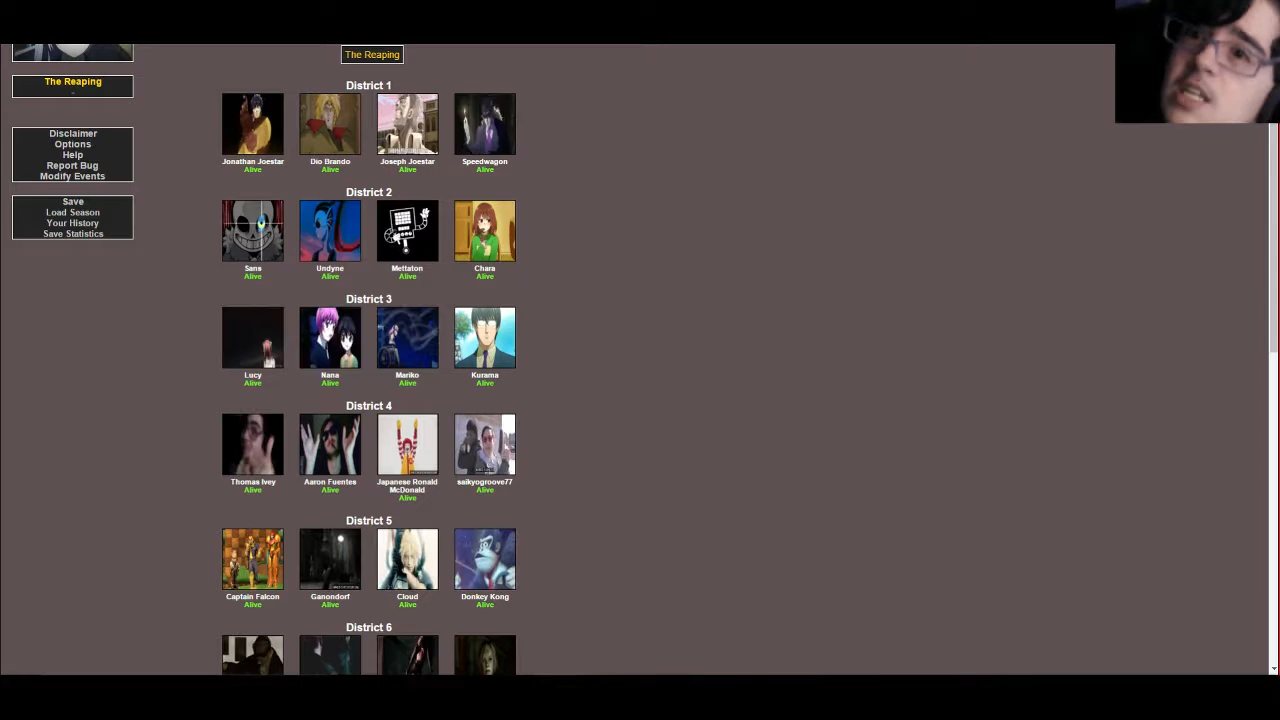 The Reaping
The Reaping
Disclaimer
Options
Help
Report Bug
Modify Events
Save
Load Season
Your History
Save Statistics
District 1
Jonathan Joestar
Alive
Dio Brando
Alive
Joseph Joestar
Alive
Speedwagon
Alive
District 2
Sans
Alive
Undyne
Alive
Mettaton
Alive
Chara
Alive
District 3
Lucy
Alive
Nana
Alive
Mariko
Alive
Kurama
Alive
District 4
Thomas Ivey
Alive
Aaron Fuentes
Alive
Japanese Ronald
McDonald
Alive
saikyogroove77
Alive
District 5
Captain Falcon
Alive
Ganondorf
Alive
Cloud
Alive
Donkey Kong
Alive
District 6